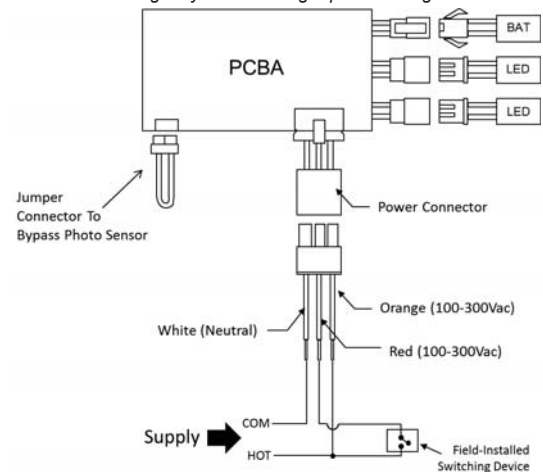 PCBA
BAT
LED
LED
Jumper
Connector To
Bypass Photo Sensor
Power Connector
Orange (100-300Vac)
White (Neutral)
Red (100-300Vac)
Supply
COM
HOT
Field-Installed
Switching Device